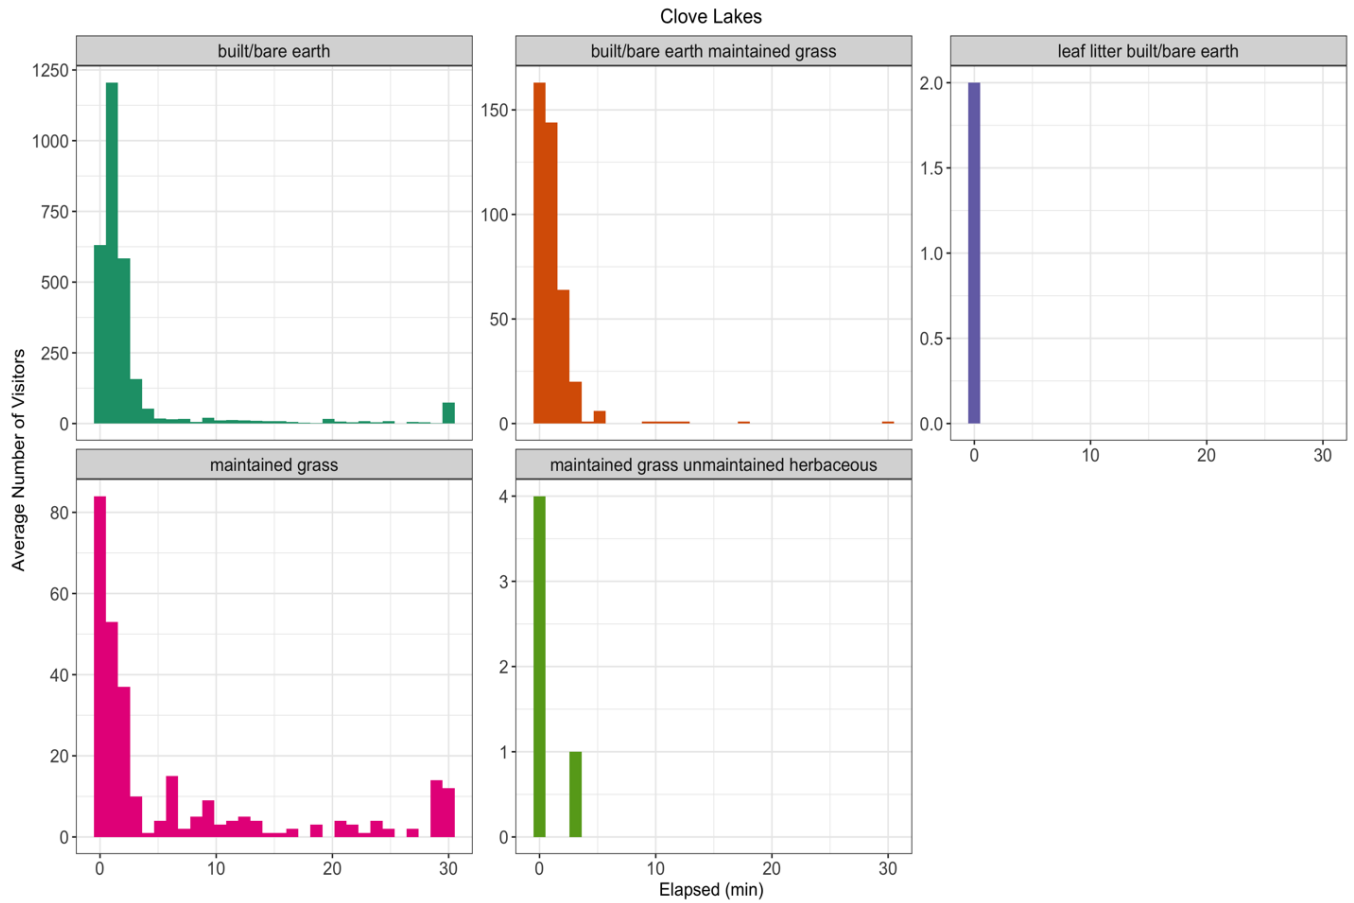 Clove Lakes
built/bare earth
built/bare earth maintained grass
leaf litter built/bare earth
1250
1000
750
500
250
0
150
100
50
0
2.0
1.5
1.0
0.5
0.0
0 10 20 30
Average Number of Visitors
maintained grass
maintained grass unmaintained herbaceous
80
60
40
20
0
4
3
2
1
0
0 10 20 30
0 10 20 30
Elapsed (min)